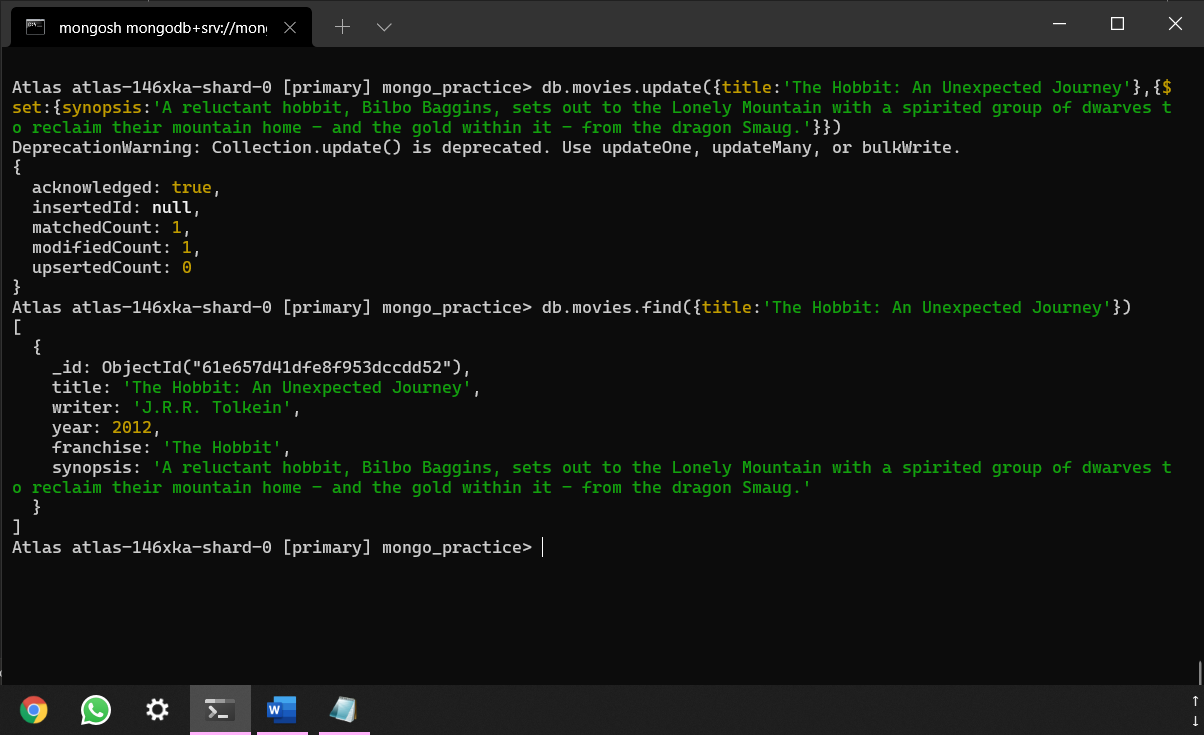 mongosh mongodb+srv://mong
Atlas atlas-146xka-shard-0 [primary] mongo_practice> db.movies.update({title:'The Hobbit: An Unexpected Journey'},{$
set:{synopsis:'A reluctant hobbit, Bilbo Baggins, sets out to the Lonely Mountain with a spirited group of dwarves t
o reclaim their mountain home - and the gold within it - from the dragon Smaug.'}})
DeprecationWarning: Collection.update() is deprecated. Use updateOne, updateMany, or bulkWrite.
{
  acknowledged: true,
  insertedId: null,
  matchedCount: 1,
  modifiedCount: 1,
  upsertedCount: 0
}
Atlas atlas-146xka-shard-0 [primary] mongo_practice> db.movies.find({title:'The Hobbit: An Unexpected Journey'})
[
  {
    _id: ObjectId("61e657d41dfe8f953dccdd52"),
    title: 'The Hobbit: An Unexpected Journey',
    writer: 'J.R.R. Tolkein',
    year: 2012,
    franchise: 'The Hobbit',
    synopsis: 'A reluctant hobbit, Bilbo Baggins, sets out to the Lonely Mountain with a spirited group of dwarves t
o reclaim their mountain home - and the gold within it - from the dragon Smaug.'
  }
]
Atlas atlas-146xka-shard-0 [primary] mongo_practice>